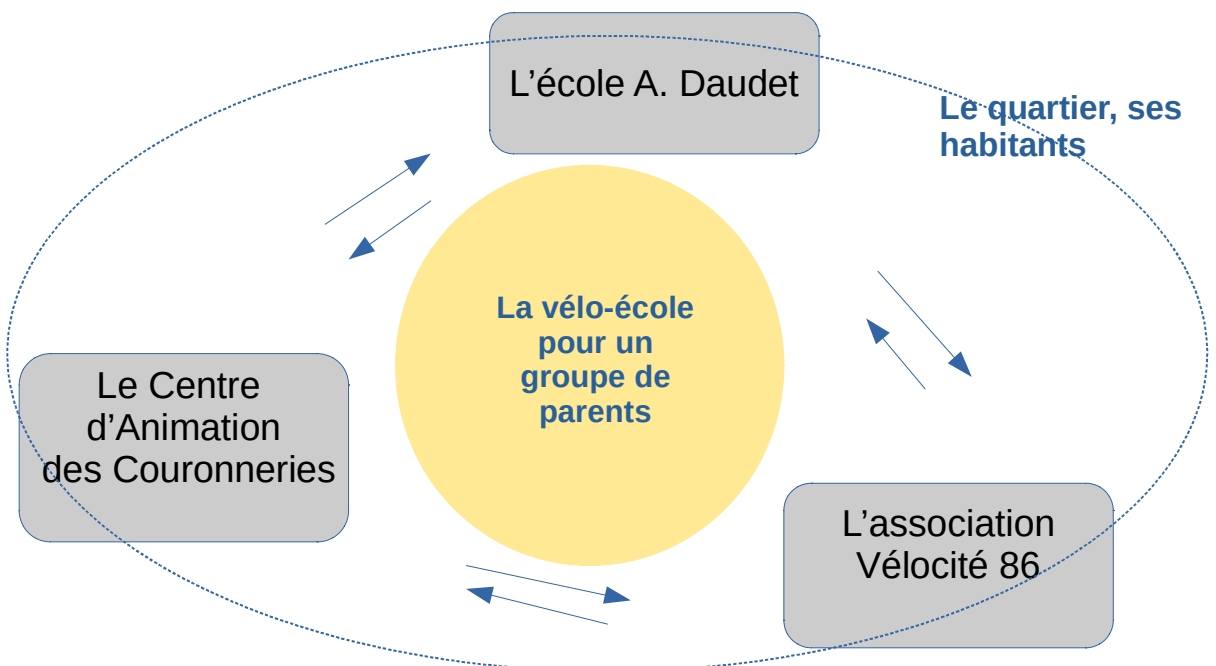 L’école A. Daudet
Le quartier, ses
habitants
La vélo-école
pour un
groupe de
parents
Le Centre
d’Animation
des Couronneries
L’association
Vélocité 86